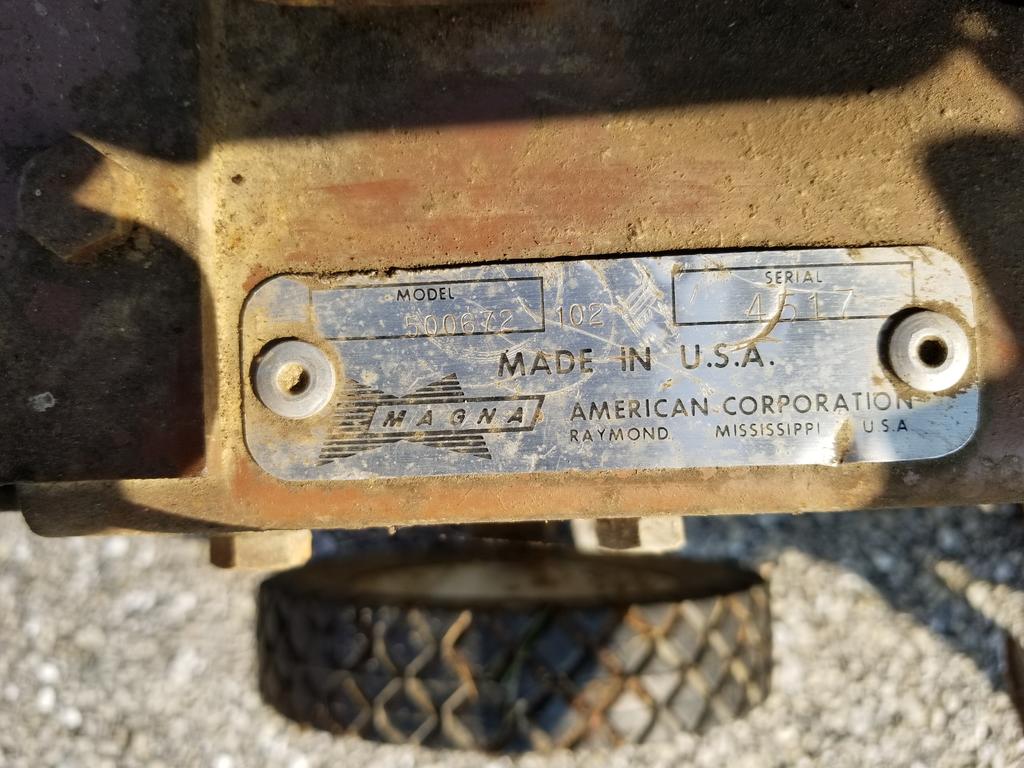 MODEL SERIAL
500672 102 4517
MADE IN U.S.A.
MAGNA AMERICAN CORPORATION
RAYMOND, MISSISSIPPI U.S.A